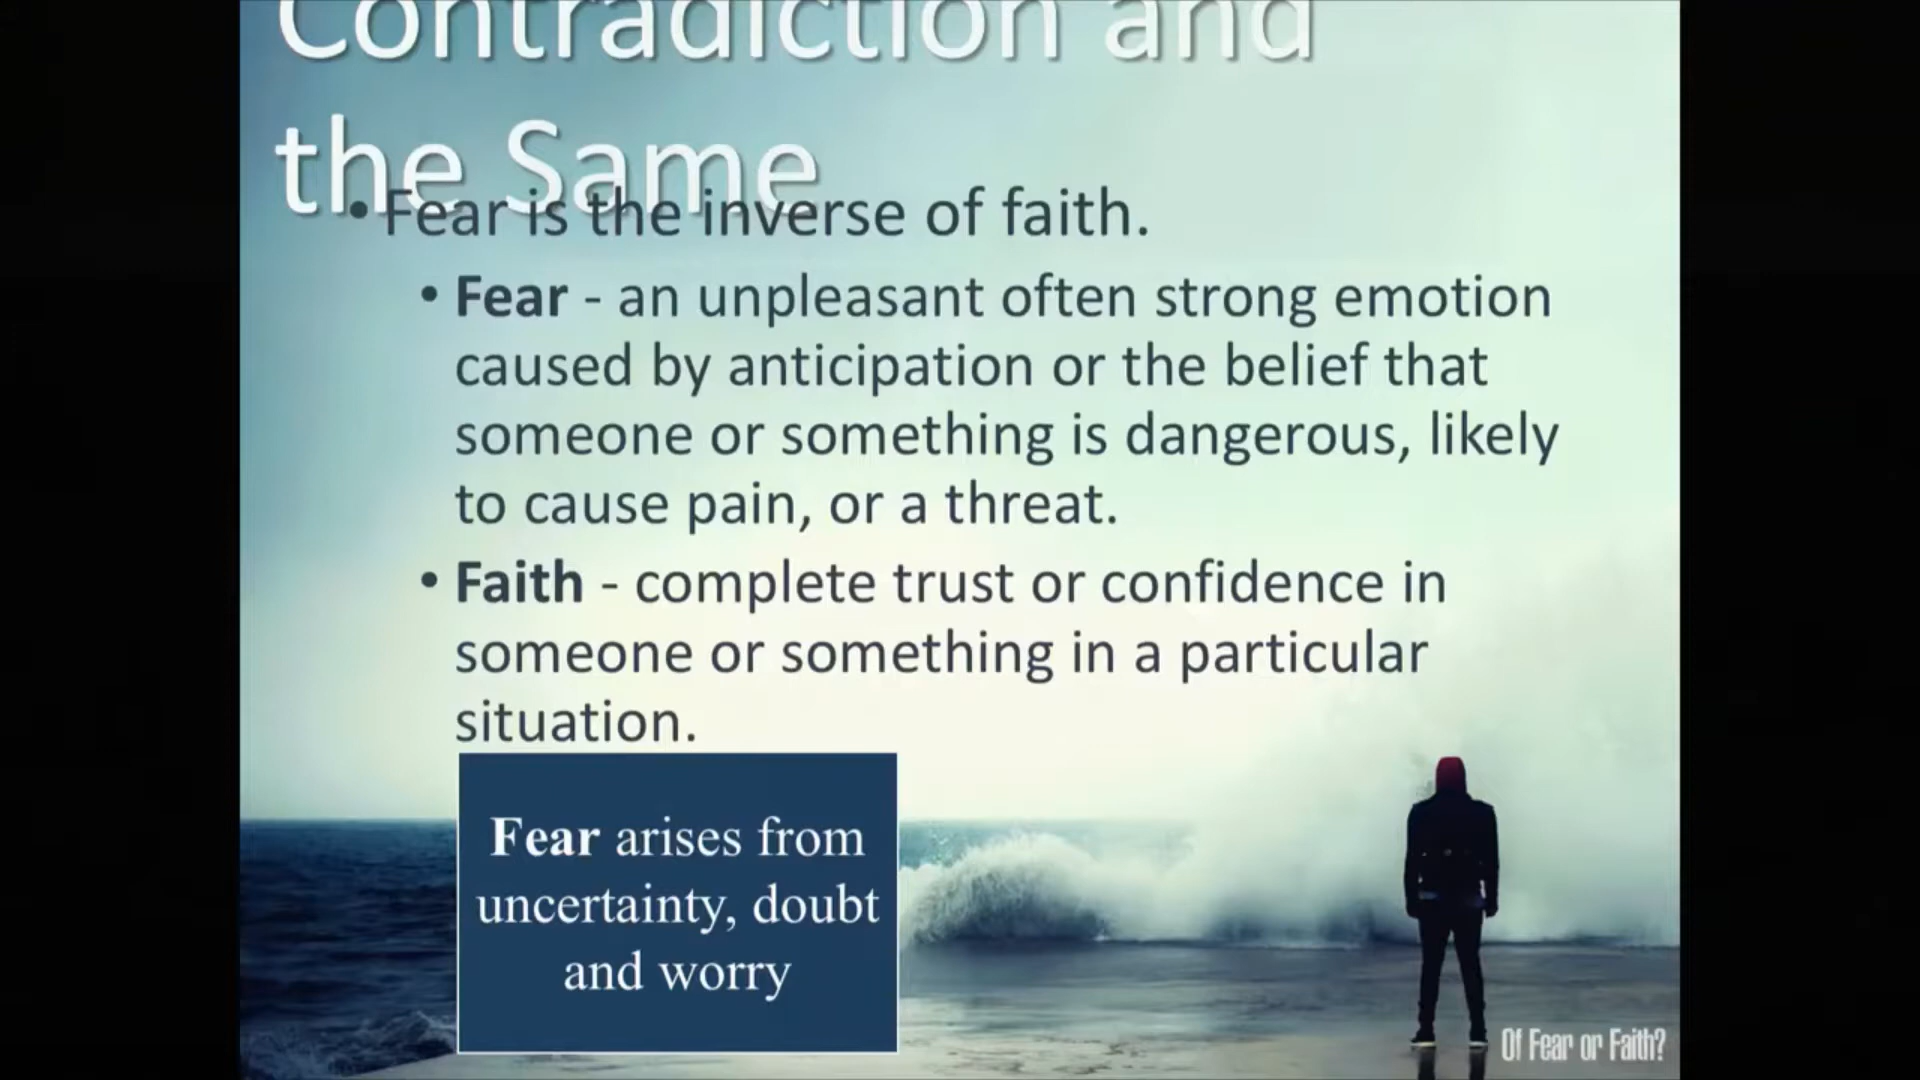 Contradiction and
the Same
• Fear is the inverse of faith.
• Fear - an unpleasant often strong emotion
caused by anticipation or the belief that
someone or something is dangerous, likely
to cause pain, or a threat.
• Faith - complete trust or confidence in
someone or something in a particular
situation.
Fear arises from
uncertainty, doubt
and worry
Of Fear or Faith?